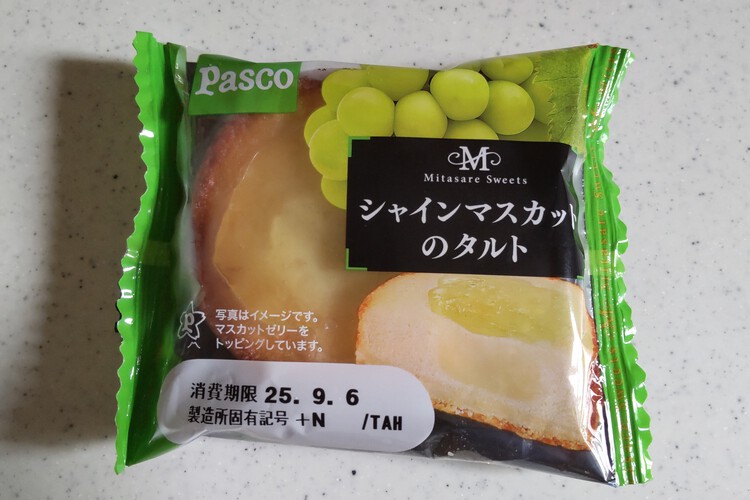 Pasco
M
Mitasare Sweets
シャインマスカット
のタルト
写真はイメージです。
マスカットゼリーを
トッピングしています。
消費期限 25. 9. 6
製造所固有記号 +N /TAH